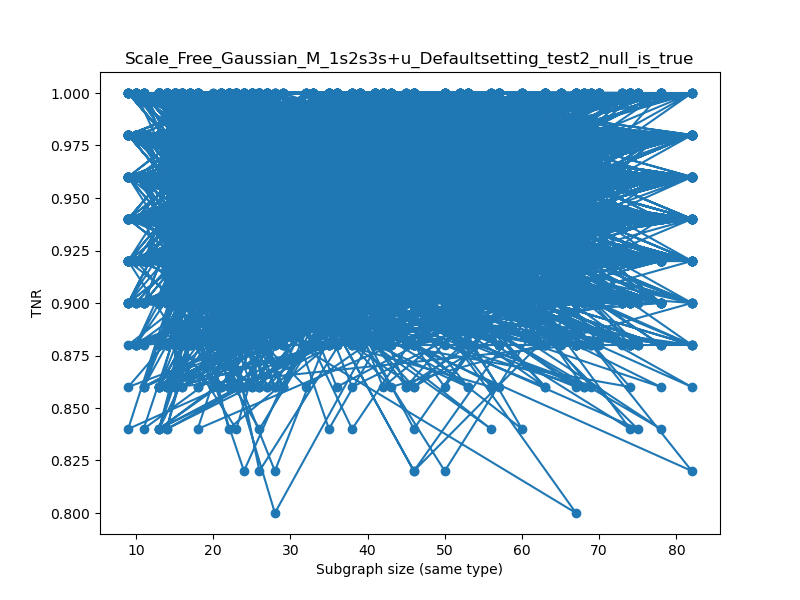 Scale_Free_Gaussian_M_1s2s3s+u_Defaultsetting_test2_null_is_true
1.000
0.975
0.950
0.925
0.900
0.875
0.850
0.825
0.800
TNR
10 20 30 40 50 60 70 80
Subgraph size (same type)